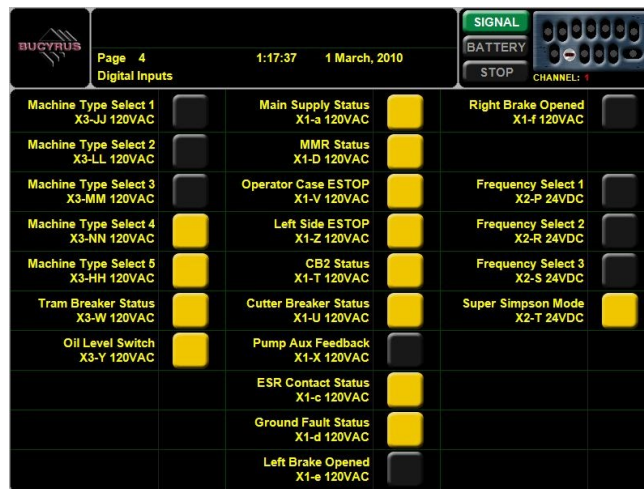 BUCYRUS
Page 4
1:17:37
1 March, 2010
Digital Inputs
SIGNAL
BATTERY
STOP
CHANNEL: 1
Machine Type Select 1
X3-JJ 120VAC
Main Supply Status
X1-a 120VAC
Right Brake Opened
X1-f 120VAC
Machine Type Select 2
X3-LL 120VAC
MMR Status
X1-D 120VAC
Machine Type Select 3
X3-MM 120VAC
Operator Case ESTOP
X1-V 120VAC
Frequency Select 1
X2-P 24VDC
Machine Type Select 4
X3-NN 120VAC
Left Side ESTOP
X1-Z 120VAC
Frequency Select 2
X2-R 24VDC
Machine Type Select 5
X3-HH 120VAC
CB2 Status
X1-T 120VAC
Frequency Select 3
X2-S 24VDC
Tram Breaker Status
X3-W 120VAC
Cutter Breaker Status
X1-U 120VAC
Super Simpson Mode
X2-T 24VDC
Oil Level Switch
X3-Y 120VAC
Pump Aux Feedback
X1-X 120VAC
ESR Contact Status
X1-c 120VAC
Ground Fault Status
X1-d 120VAC
Left Brake Opened
X1-e 120VAC